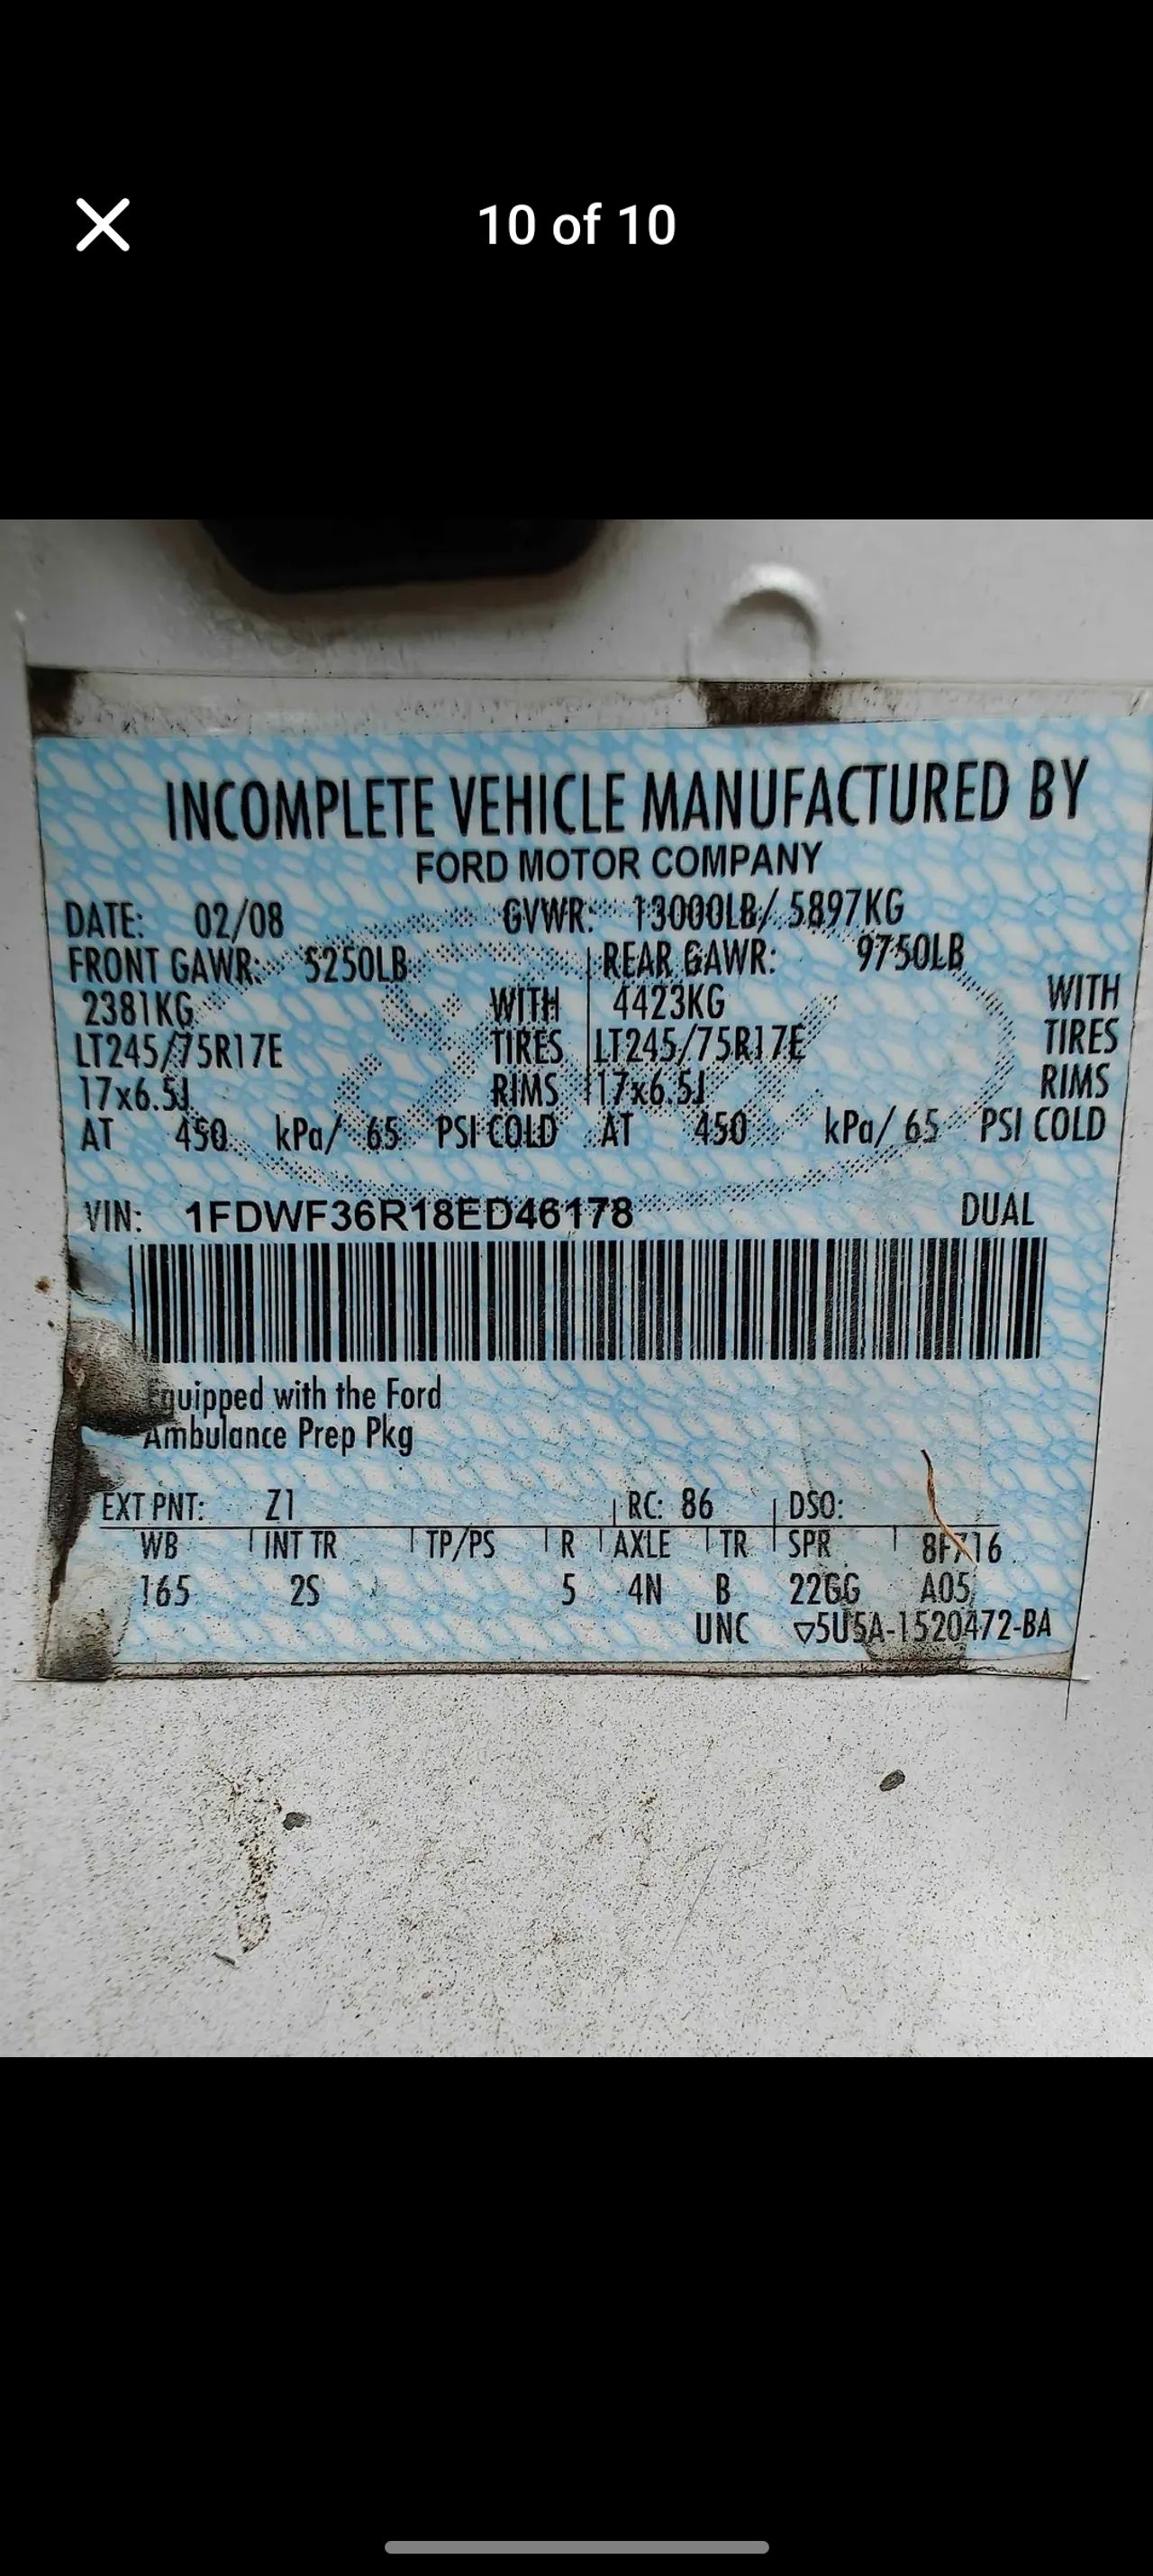 10 of 10
INCOMPLETE VEHICLE MANUFACTURED BY
FORD MOTOR COMPANY
DATE: 02/08 GVWR: 13000LB/ 5897KG
FRONT GAWR: 5250LB REAR GAWR: 9750LB
2381KG WITH 4423KG WITH
LT245/75R17E TIRES LT245/75R17E TIRES
17x6.5J RIMS 17x6.5J RIMS
AT 450 kPa/ 65 PSI COLD AT 450 kPa/ 65 PSI COLD
VIN: 1FDWF36R18ED46178 DUAL
Equipped with the Ford
Ambulance Prep Pkg
EXT PNT: Z1 RC: 86 DSO:
WB INT TR TP/PS R AXLE TR SPR 8F716
165 2S 5 4N B 22GG A05
UNC ▽5U5A-1520472-BA